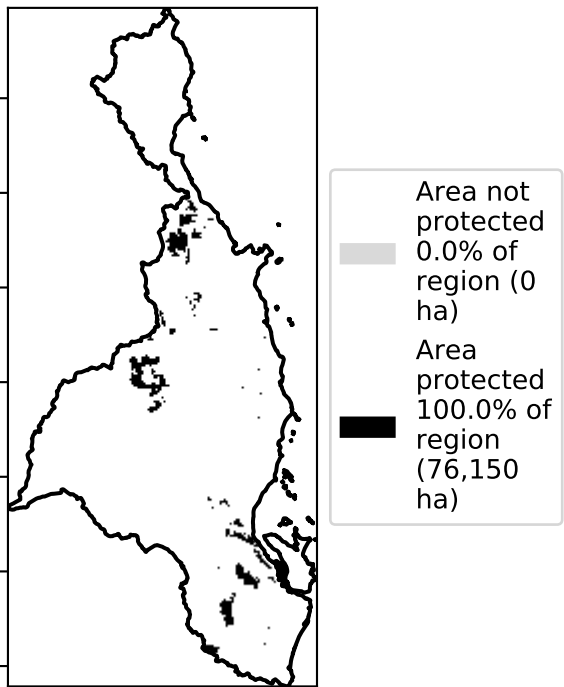 Area not
protected
0.0% of
region (0
ha)
Area
protected
100.0% of
region
(76,150
ha)